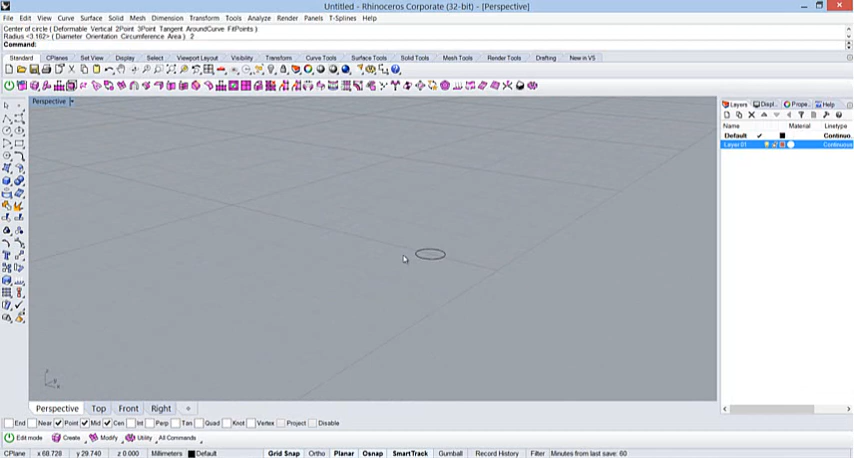 Untitled - Rhinoceros Corporate (32-bit) - [Perspective]
File Edit View Curve Surface Solid Mesh Dimension Transform Tools Analyze Render Panels T-Splines Help
Center of circle ( Deformable Vertical 2Point 3Point Tangent AroundCurve FitPoints )
Radius <3.162> ( Diameter Orientation Circumference Area ) 2
Command:
Standard CPlanes Set View Display Select Viewport Layout Visibility Transform Curve Tools Surface Tools Solid Tools Mesh Tools Render Tools Drafting New in V5
Perspective
Layers Displ... Prope... Help
Name Material Linetype
Default Continuo
Layer 01 Continuous
Perspective Top Front Right
End Near Point Mid Cen Int Perp Tan Quad Knot Vertex Project Disable
Edit mode Create Modify Utility All Commands
CPlane x 68.728 y 29.740 z 0.000 Millimeters Default Grid Snap Ortho Planar Osnap SmartTrack Gumball Record History Filter Minutes from last save: 60